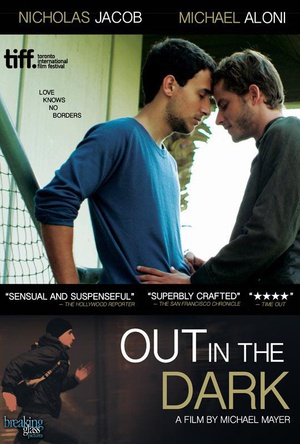 NICHOLAS JACOB MICHAEL ALONI
tiff. toronto
international
film festival
LOVE
KNOWS
NO
BORDERS
"SENSUAL AND SUSPENSEFUL" "SUPERBLY CRAFTED" "★★★★"
—THE HOLLYWOOD REPORTER —THE SAN FRANCISCO CHRONICLE —TIME OUT
OUT IN THE
DARK
A FILM BY MICHAEL MAYER
breaking
glass
pictures